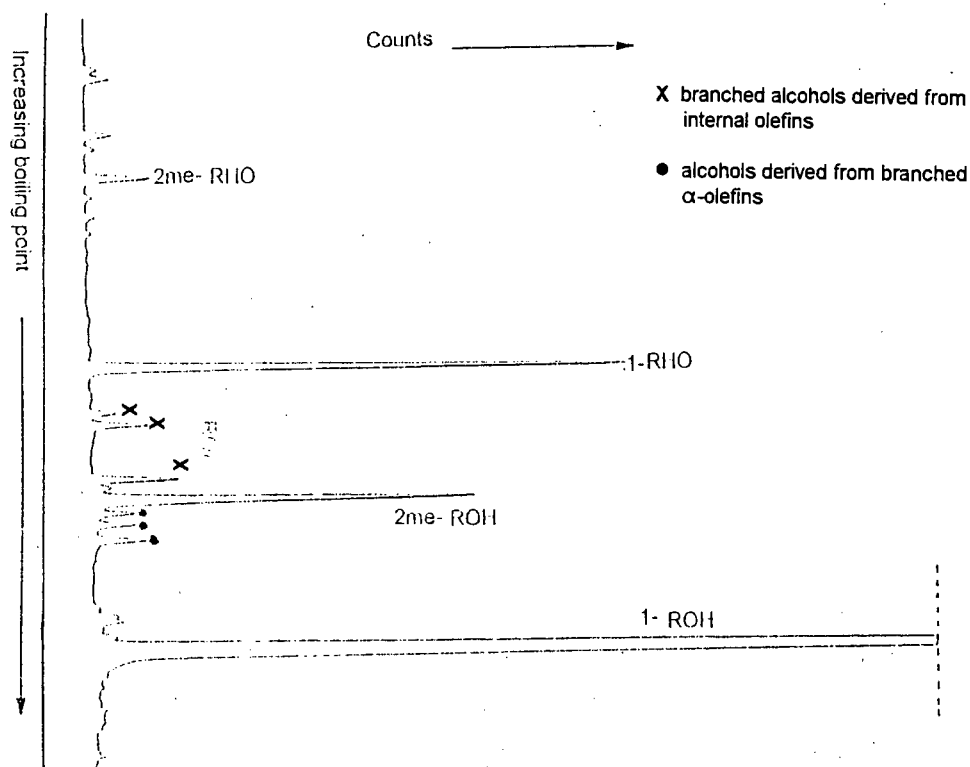 Counts
X branched alcohols derived from
internal olefins
● alcohols derived from branched
α-olefins
Increasing boiling point
2me- RHO
1-RHO
X
X
X
2me- ROH
1- ROH